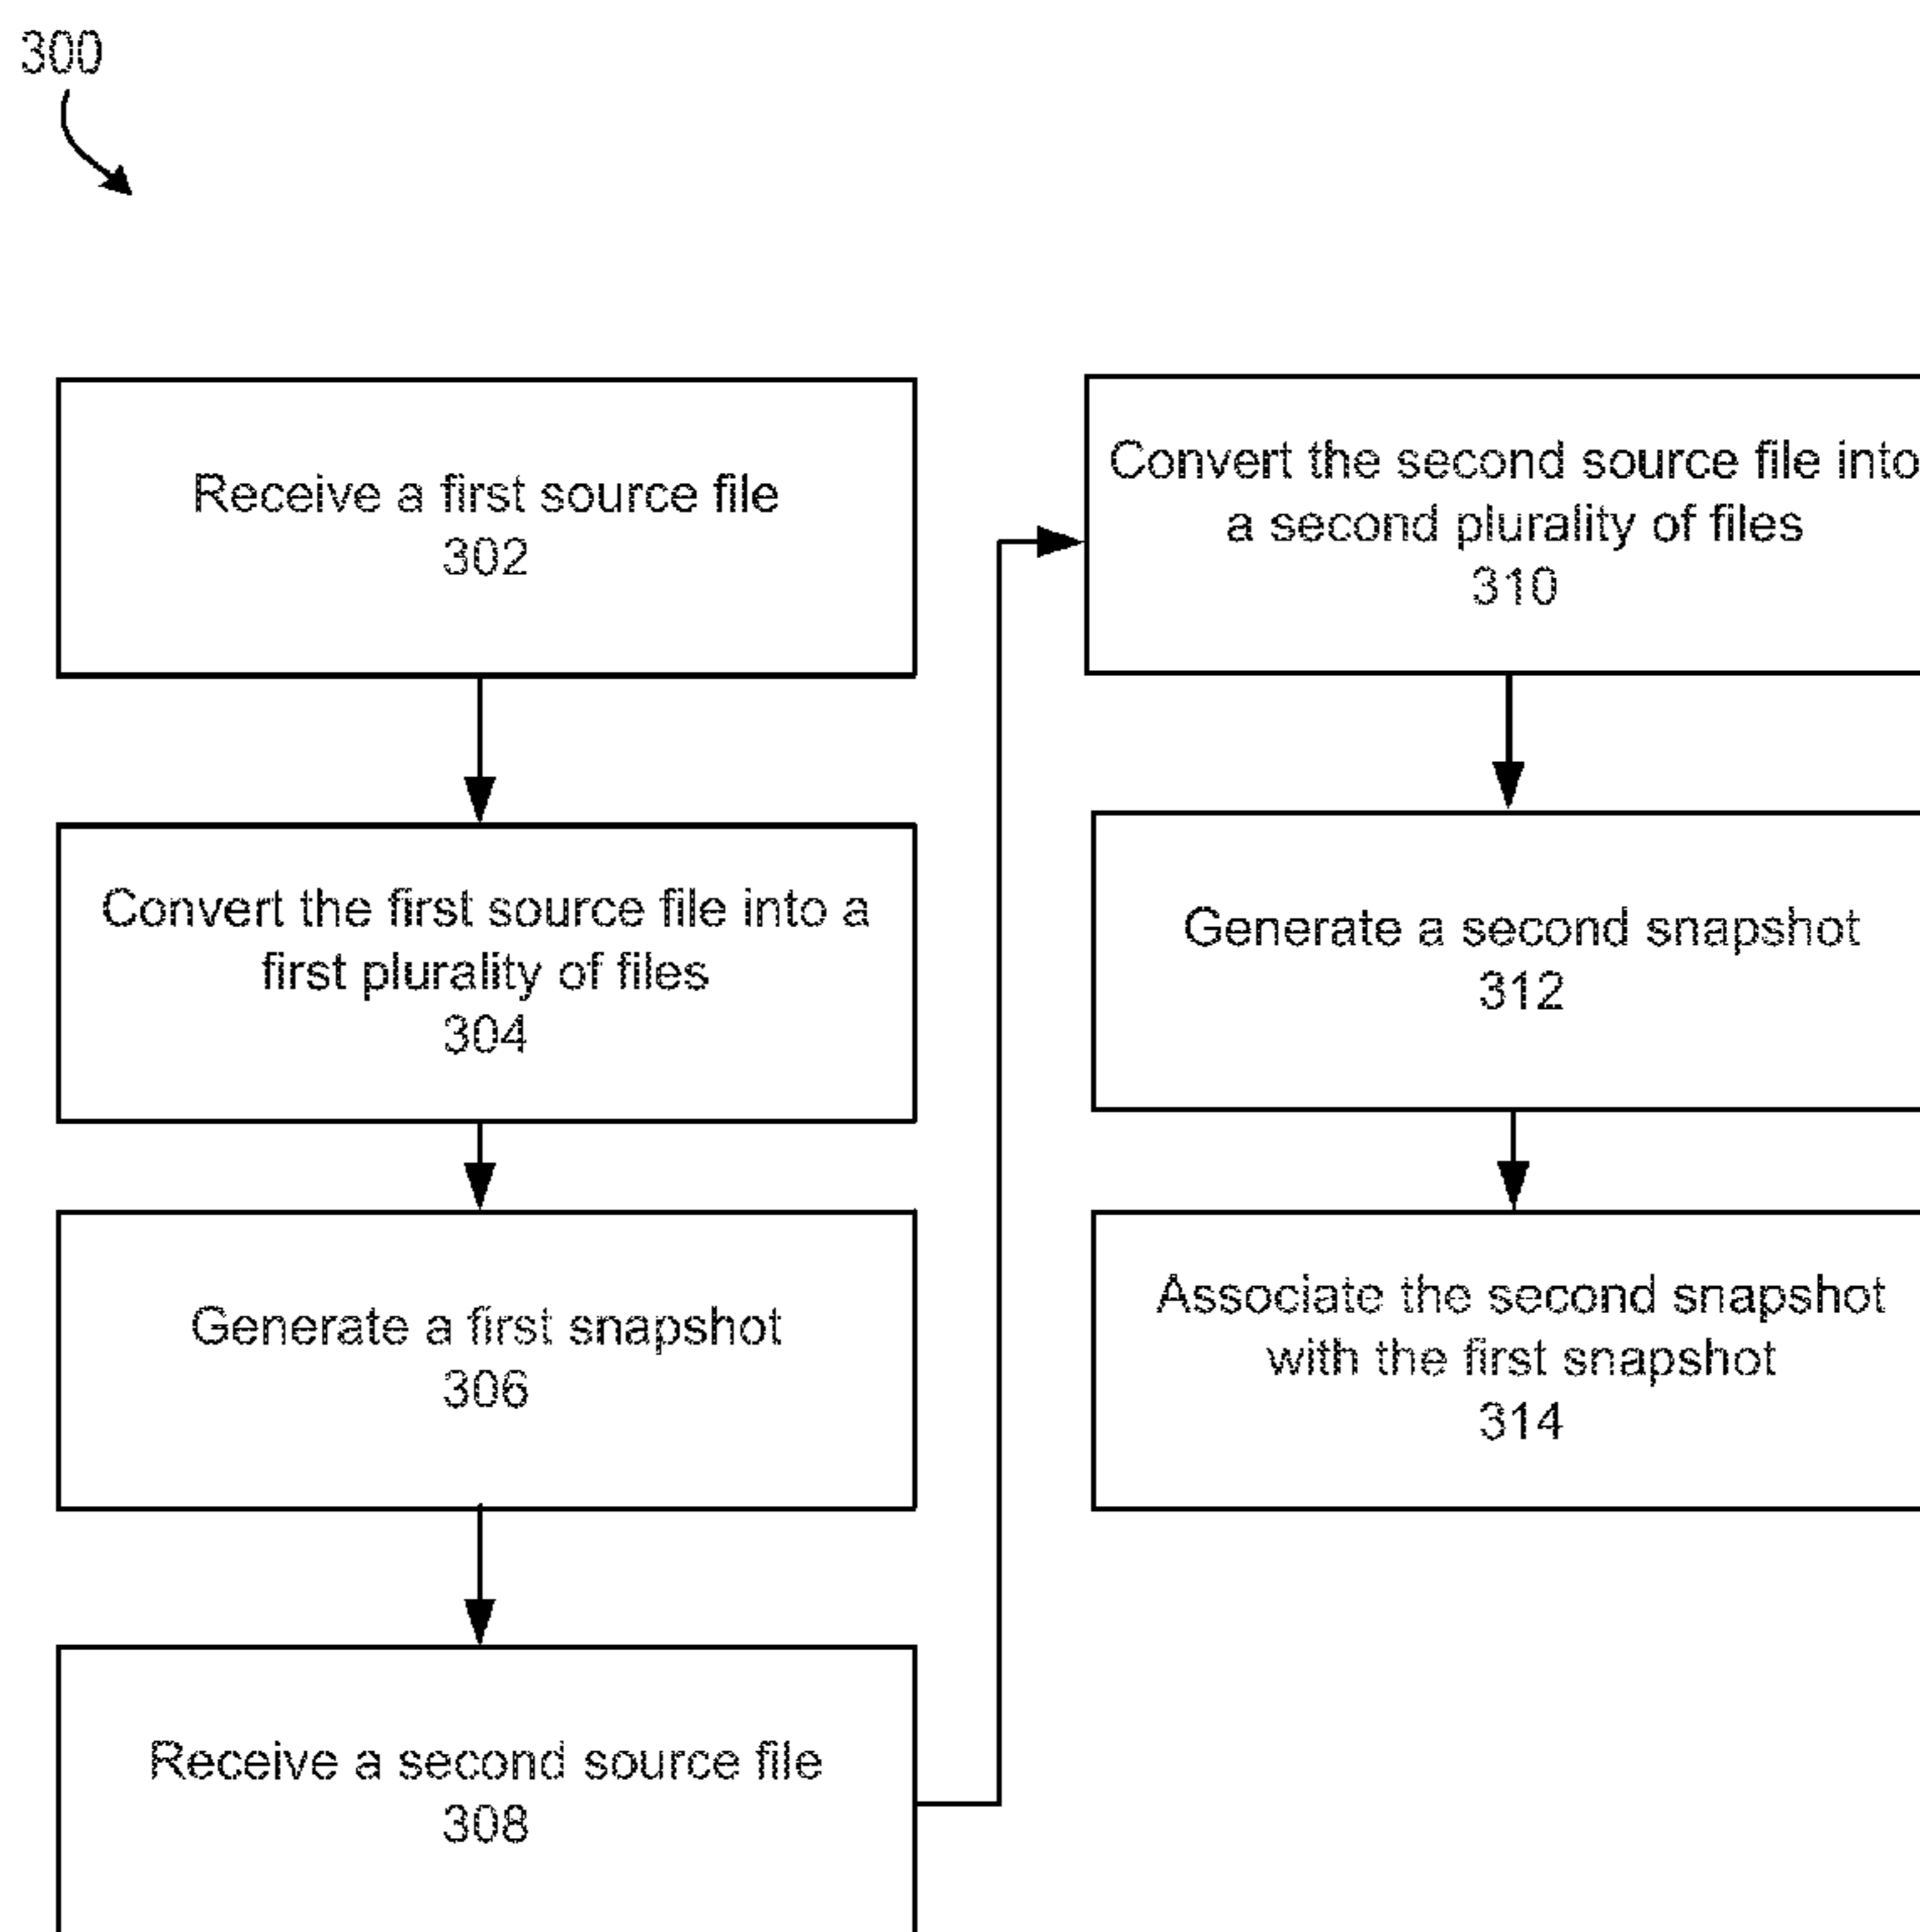 300
Receive a first source file
302
Convert the first source file into a
first plurality of files
304
Generate a first snapshot
306
Receive a second source file
308
Convert the second source file into
a second plurality of files
310
Generate a second snapshot
312
Associate the second snapshot
with the first snapshot
314